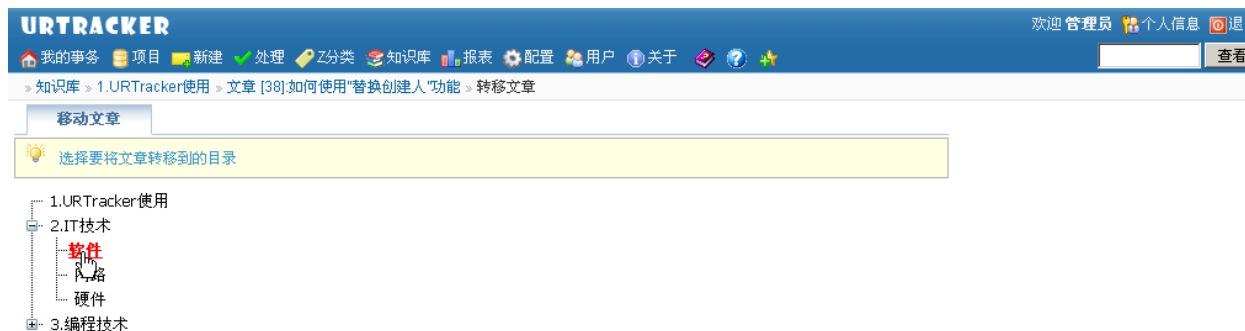 URTRACKER 欢迎 管理员 个人信息 退
我的事务 项目 新建 处理 Z分类 知识库 报表 配置 用户 关于 查看
» 知识库 » 1.URTracker使用 » 文章 [38]:如何使用"替换创建人"功能 » 转移文章
移动文章
选择要将文章转移到的目录
1.URTracker使用
2.IT技术
软件
网络
硬件
3.编程技术